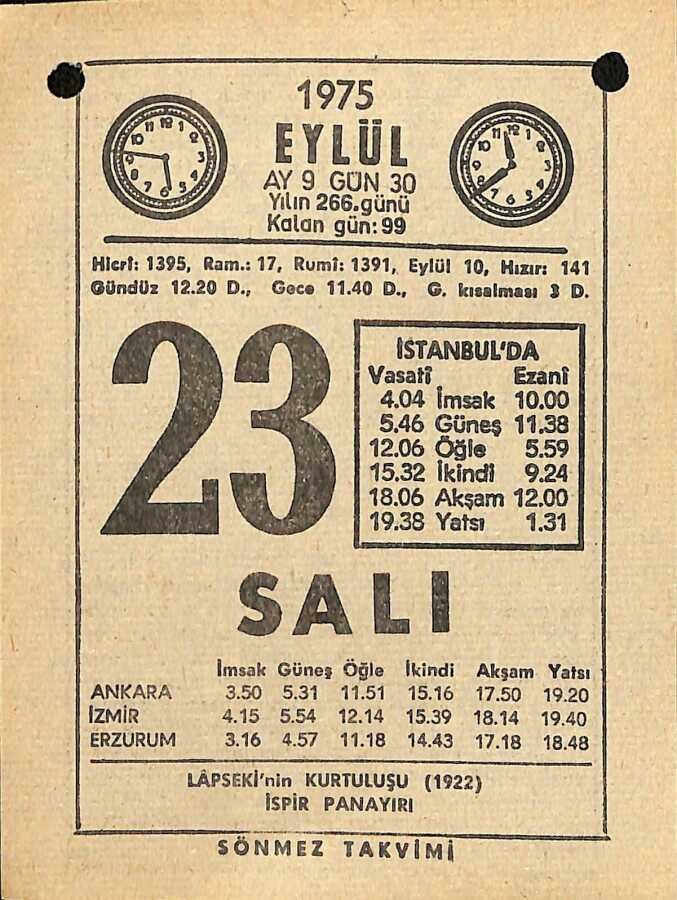 1975
EYLÜL
AY 9 GÜN 30
Yılın 266.günü
Kalan gün:99
Hicrî: 1395, Ram.: 17, Rumî: 1391, Eylül 10, Hızır: 141
Gündüz 12.20 D., Gece 11.40 D., G. kısalması 3 D.
23
İSTANBUL'DA
Vasatî Ezanî
4.04 İmsak 10.00
5.46 Güneş 11.38
12.06 Öğle 5.59
15.32 İkindi 9.24
18.06 Akşam 12.00
19.38 Yatsı 1.31
SALI
İmsak Güneş Öğle İkindi Akşam Yatsı
ANKARA 3.50 5.31 11.51 15.16 17.50 19.20
İZMİR 4.15 5.54 12.14 15.39 18.14 19.40
ERZURUM 3.16 4.57 11.18 14.43 17.18 18.48
LÂPSEKİ'nin KURTULUŞU (1922)
İSPİR PANAYIRI
SÖNMEZ TAKVİMİ